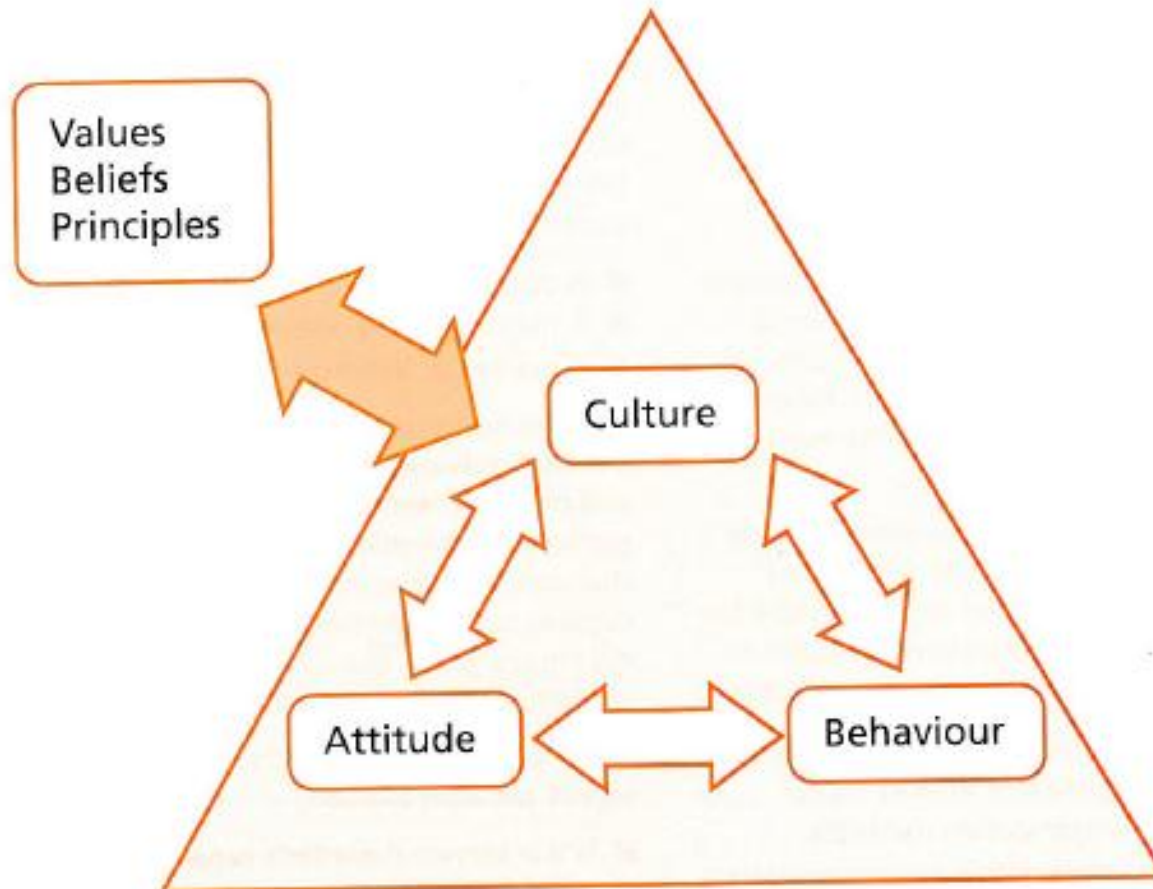 Values
Beliefs
Principles
Culture
Attitude
Behaviour